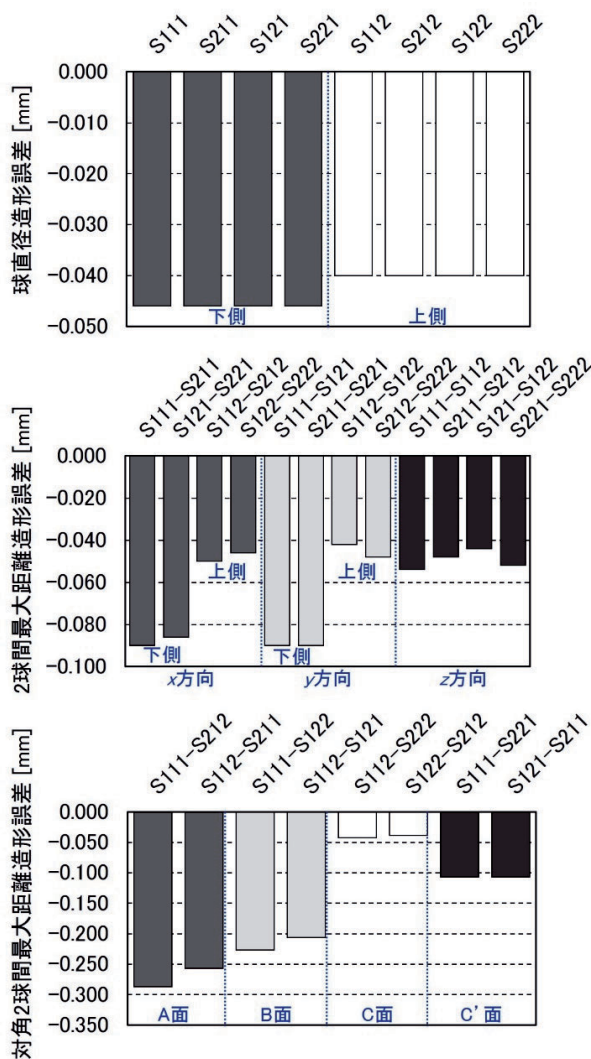 S111 S211 S121 S221 S112 S212 S122 S222
球直径造形誤差 [mm]
0.000
-0.010
-0.020
-0.030
-0.040
-0.050
下側 上側
S111-S211 S121-S221 S112-S212 S122-S222 S111-S121 S211-S221 S112-S122 S212-S222 S111-S112 S211-S212 S121-S122 S221-S222
2球間最大距離造形誤差 [mm]
0.000
-0.020
-0.040
-0.060
-0.080
-0.100
上側 上側
下側 下側
x方向 y方向 z方向
S111-S212 S112-S211 S111-S122 S112-S121 S112-S222 S122-S212 S111-S221 S121-S211
対角2球間最大距離造形誤差 [mm]
0.000
-0.050
-0.100
-0.150
-0.200
-0.250
-0.300
-0.350
A面 B面 C面 C'面